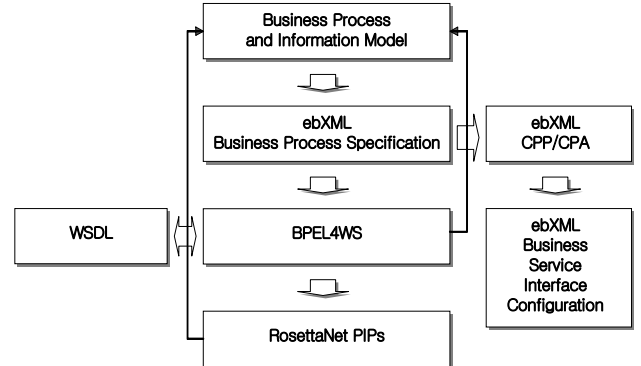 Business Process
and Information Model
ebXML
Business Process Specification
ebXML
CPP/CPA
WSDL
BPEL4WS
ebXML
Business
Service
Interface
Configuration
RosettaNet PIPs